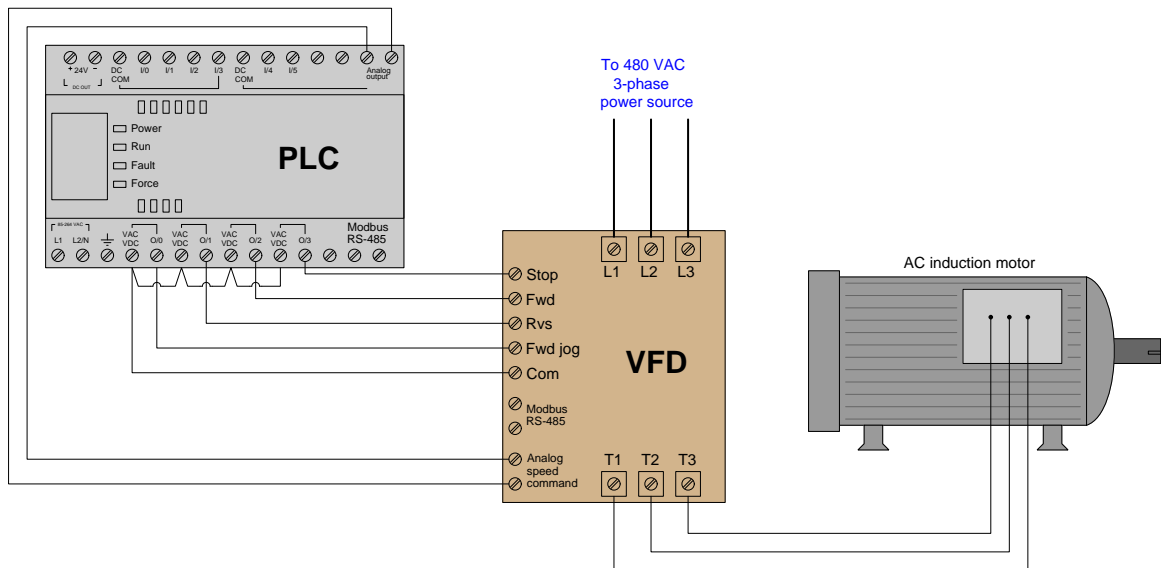 To 480 VAC
3-phase
power source
+ 24V -
DC OUT
DC
COM
I/0
I/1
I/2
I/3
DC
COM
I/4
I/5
Analog
output
Power
Run
Fault
Force
PLC
85-264 VAC
L1
L2/N
VAC
VDC
O/0
VAC
VDC
O/1
VAC
VDC
O/2
VAC
VDC
O/3
Modbus
RS-485
L1
L2
L3
Stop
Fwd
Rvs
Fwd jog
Com
VFD
Modbus
RS-485
Analog
speed
command
T1
T2
T3
AC induction motor